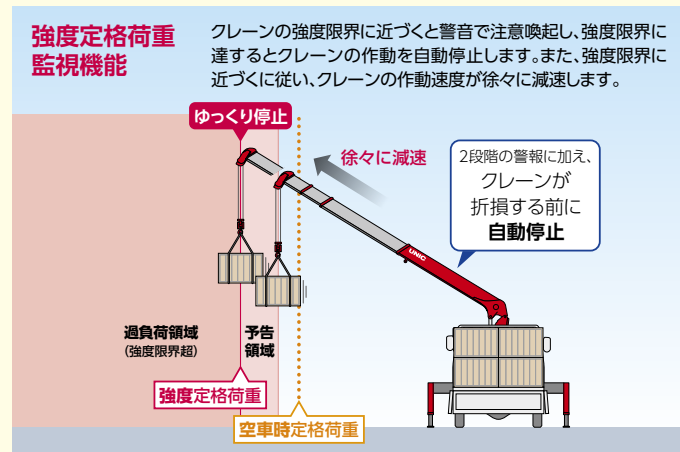 強度定格荷重
監視機能
クレーンの強度限界に近づくと警音で注意喚起し、強度限界に
達するとクレーンの作動を自動停止します。また、強度限界に
近づくに従い、クレーンの作動速度が徐々に減速します。
ゆっくり停止
徐々に減速
2段階の警報に加え、
クレーンが
折損する前に
自動停止
UNIC
過負荷領域
(強度限界超)
予告
領域
強度定格荷重
空車時定格荷重